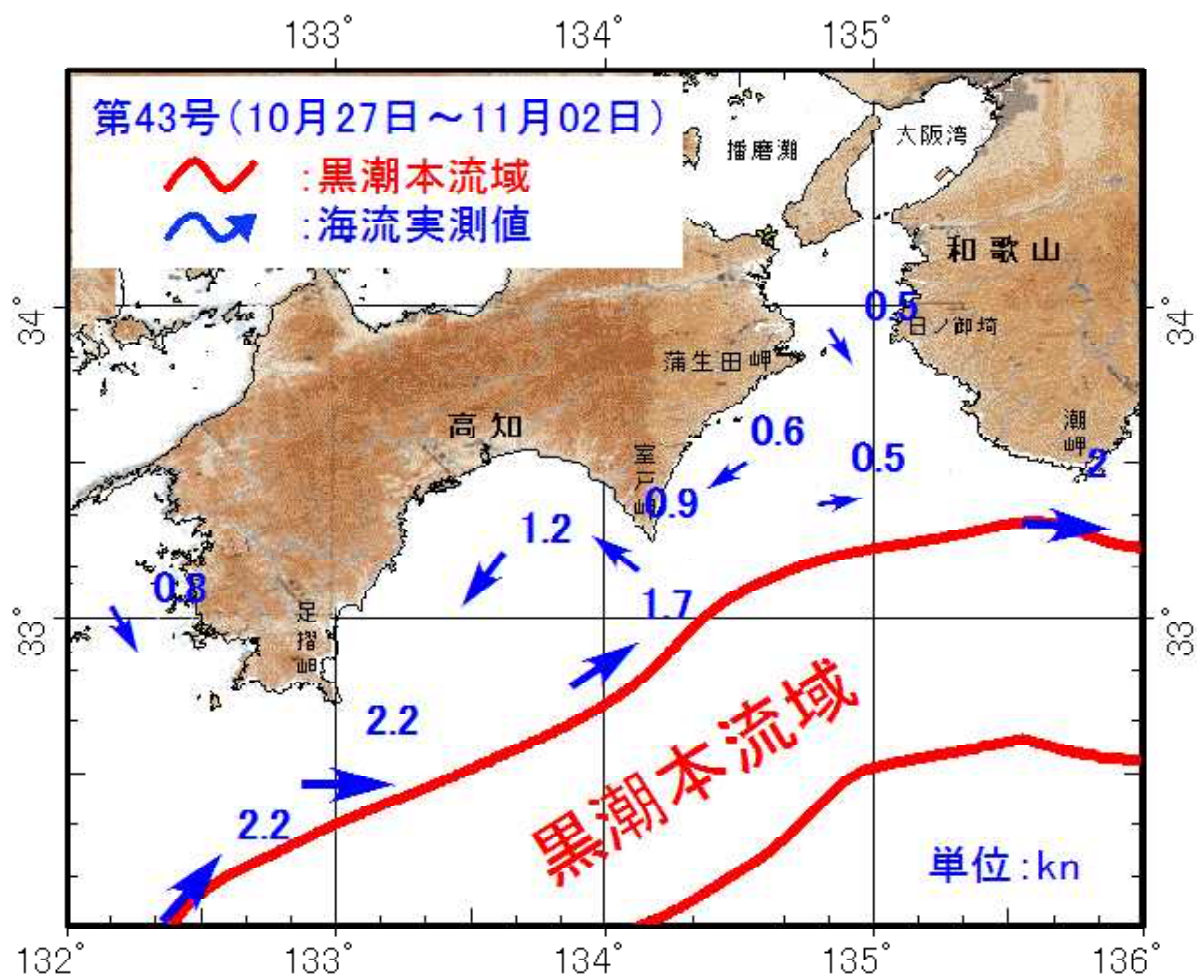 133° 134° 135°
第43号(10月27日～11月02日)
:黒潮本流域
:海流実測値
播磨灘
大阪湾
和歌山
34°
34°
0.5
日ノ御埼
蒲生田岬
高知
潮岬
0.6
室戸岬
0.5
2
0.9
1.2
0.8
足摺岬
1.7
33°
33°
2.2
黒潮本流域
2.2
単位:kn
132° 133° 134° 135° 136°